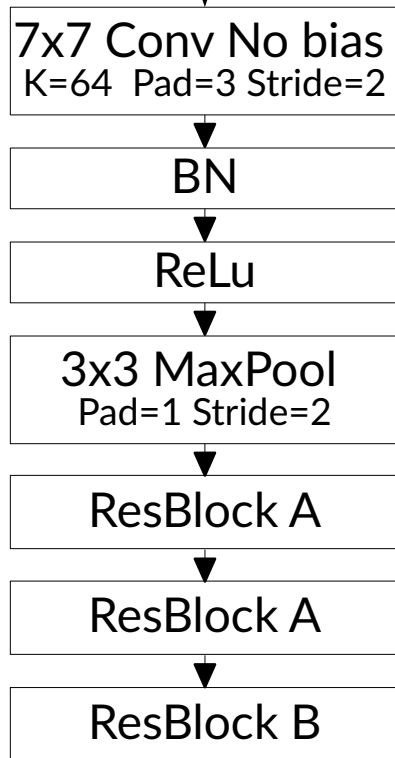 7x7 Conv No bias
K=64 Pad=3 Stride=2
BN
ReLu
3x3 MaxPool
Pad=1 Stride=2
ResBlock A
ResBlock A
ResBlock B